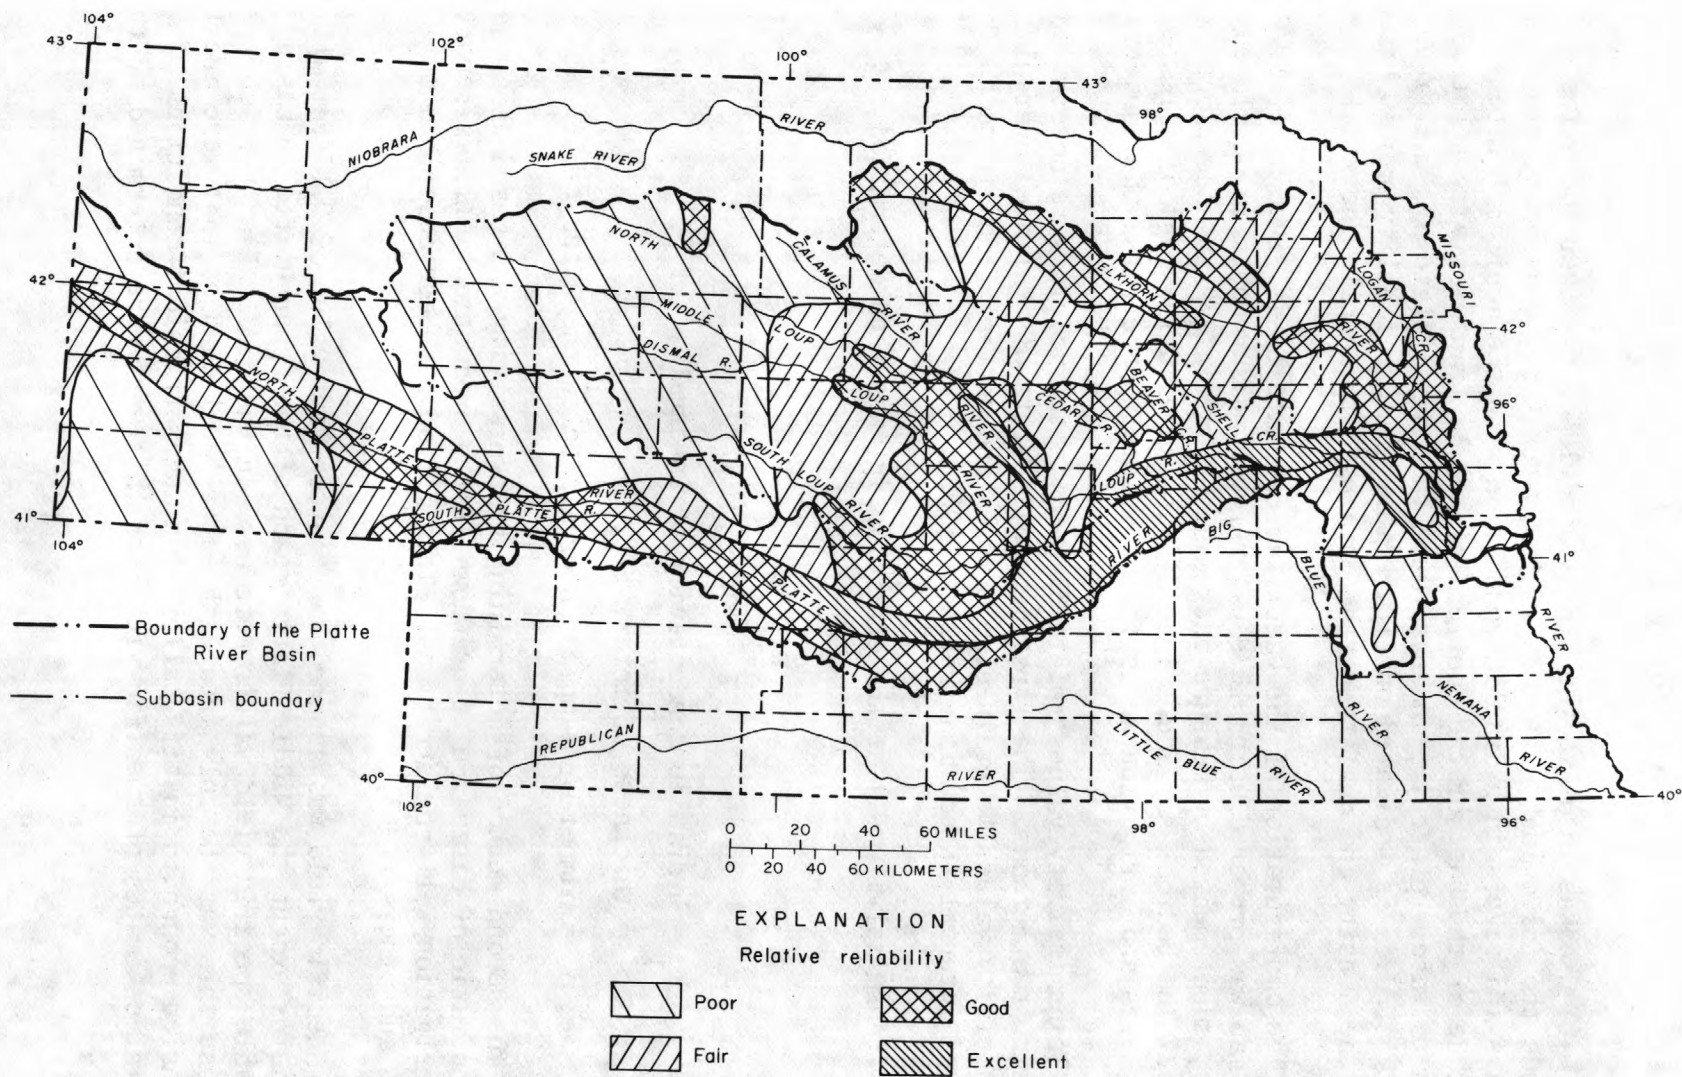 104°
43°
102°
100°
43°
98°
NIOBRARA
RIVER
SNAKE RIVER
NORTH
CALAMUS
RIVER
ELKHORN
RIVER
LOGAN
CR.
MISSOURI
RIVER
42°
42°
MIDDLE
LOUP
RIVER
DISMAL R.
LOUP
RIVER
CEDAR R.
BEAVER
CR.
SHELL
CR.
96°
NORTH
PLATTE
RIVER
SOUTH LOUP RIVER
LOUP R.
SOUTH PLATTE R.
PLATTE
RIVER
BIG
BLUE
RIVER
41°
104°
41°
Boundary of the Platte
River Basin
Subbasin boundary
NEMAHA
RIVER
REPUBLICAN
RIVER
LITTLE BLUE RIVER
40°
102°
98°
96°
40°
0 20 40 60 MILES
0 20 40 60 KILOMETERS
EXPLANATION
Relative reliability
Poor
Good
Fair
Excellent